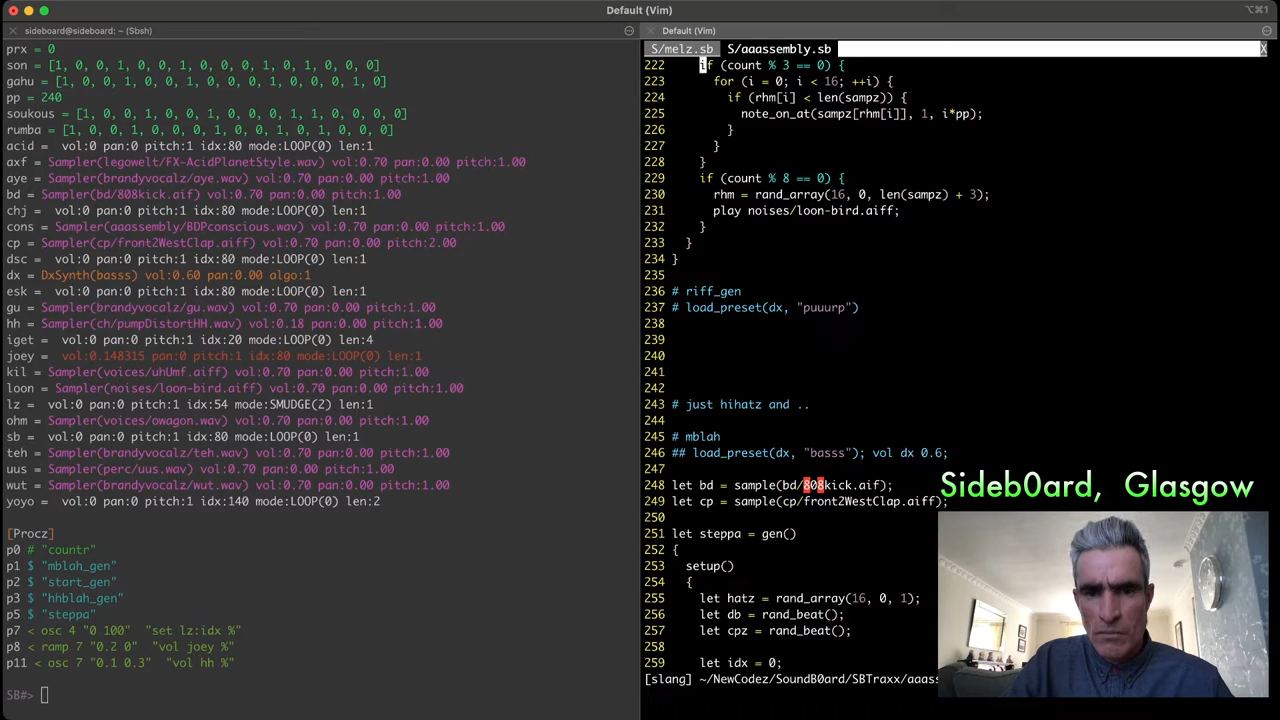 Default (Vim)
⌥⌘1
sideboard@sideboard: ~ (Sbsh)
prx = 0
son = [1, 0, 0, 1, 0, 0, 1, 0, 0, 0, 1, 0, 1, 0, 0, 0]
gahu = [1, 0, 0, 1, 0, 0, 1, 0, 0, 0, 1, 0, 0, 0, 1, 0]
pp = 240
soukous = [1, 0, 0, 1, 0, 0, 1, 0, 0, 0, 1, 1, 0, 0, 0, 0]
rumba = [1, 0, 0, 1, 0, 0, 0, 1, 0, 0, 1, 0, 1, 0, 0, 0]
acid =  vol:0 pan:0 pitch:1 idx:80 mode:LOOP(0) len:1
axf = Sampler(legowelt/FX-AcidPlanetStyle.wav) vol:0.70 pan:0.00 pitch:1.00
aye = Sampler(brandyvocalz/aye.wav) vol:0.70 pan:0.00 pitch:1.00
bd = Sampler(bd/808kick.aif) vol:0.70 pan:0.00 pitch:1.00
chj =  vol:0 pan:0 pitch:1 idx:80 mode:LOOP(0) len:1
cons = Sampler(aaassembly/BDPconscious.wav) vol:0.70 pan:0.00 pitch:1.00
cp = Sampler(cp/front2WestClap.aiff) vol:0.70 pan:0.00 pitch:2.00
dsc =  vol:0 pan:0 pitch:1 idx:80 mode:LOOP(0) len:1
dx = DxSynth(basss) vol:0.60 pan:0.00 algo:1
esk =  vol:0 pan:0 pitch:1 idx:80 mode:LOOP(0) len:1
gu = Sampler(brandyvocalz/gu.wav) vol:0.70 pan:0.00 pitch:1.00
hh = Sampler(ch/pumpDistortHH.wav) vol:0.18 pan:0.00 pitch:1.00
iget =  vol:0 pan:0 pitch:1 idx:20 mode:LOOP(0) len:4
joey =  vol:0.148315 pan:0 pitch:1 idx:80 mode:LOOP(0) len:1
kil = Sampler(voices/uhUmf.aiff) vol:0.70 pan:0.00 pitch:1.00
loon = Sampler(noises/loon-bird.aiff) vol:0.70 pan:0.00 pitch:1.00
lz =  vol:0 pan:0 pitch:1 idx:54 mode:SMUDGE(2) len:1
ohm = Sampler(voices/owagon.wav) vol:0.70 pan:0.00 pitch:1.00
sb =  vol:0 pan:0 pitch:1 idx:80 mode:LOOP(0) len:1
teh = Sampler(brandyvocalz/teh.wav) vol:0.70 pan:0.00 pitch:1.00
uus = Sampler(perc/uus.wav) vol:0.70 pan:0.00 pitch:1.00
wut = Sampler(brandyvocalz/wut.wav) vol:0.70 pan:0.00 pitch:1.00
yoyo =  vol:0 pan:0 pitch:1 idx:140 mode:LOOP(0) len:2
[Procz]
p0 # "countr"
p1 $ "mblah_gen"
p2 $ "start_gen"
p3 $ "hhblah_gen"
p5 $ "steppa"
p7 < osc 4 "0 100"  "set lz:idx %"
p8 < ramp 7 "0.2 0"  "vol joey %"
p11 < osc 7 "0.1 0.3"  "vol hh %"
SB#>
Default (Vim)
S/melz.sb  S/aaassembly.sb X
222    if (count % 3 == 0) {
223      for (i = 0; i < 16; ++i) {
224        if (rhm[i] < len(sampz)) {
225          note_on_at(sampz[rhm[i]], 1, i*pp);
226        }
227      }
228    }
229    if (count % 8 == 0) {
230      rhm = rand_array(16, 0, len(sampz) + 3);
231      play noises/loon-bird.aiff;
232    }
233  }
234 }
235
236 # riff_gen
237 # load_preset(dx, "puuurp")
238
239
240
241
242
243 # just hihatz and ..
244
245 # mblah
246 ## load_preset(dx, "basss"); vol dx 0.6;
247
248 let bd = sample(bd/808kick.aif);
249 let cp = sample(cp/front2WestClap.aiff);
250
251 let steppa = gen()
252 {
253   setup()
254   {
255     let hatz = rand_array(16, 0, 1);
256     let db = rand_beat();
257     let cpz = rand_beat();
258
259     let idx = 0;
[slang] ~/NewCodez/SoundB0ard/SBTraxx/aaass
Sideb0ard, Glasgow